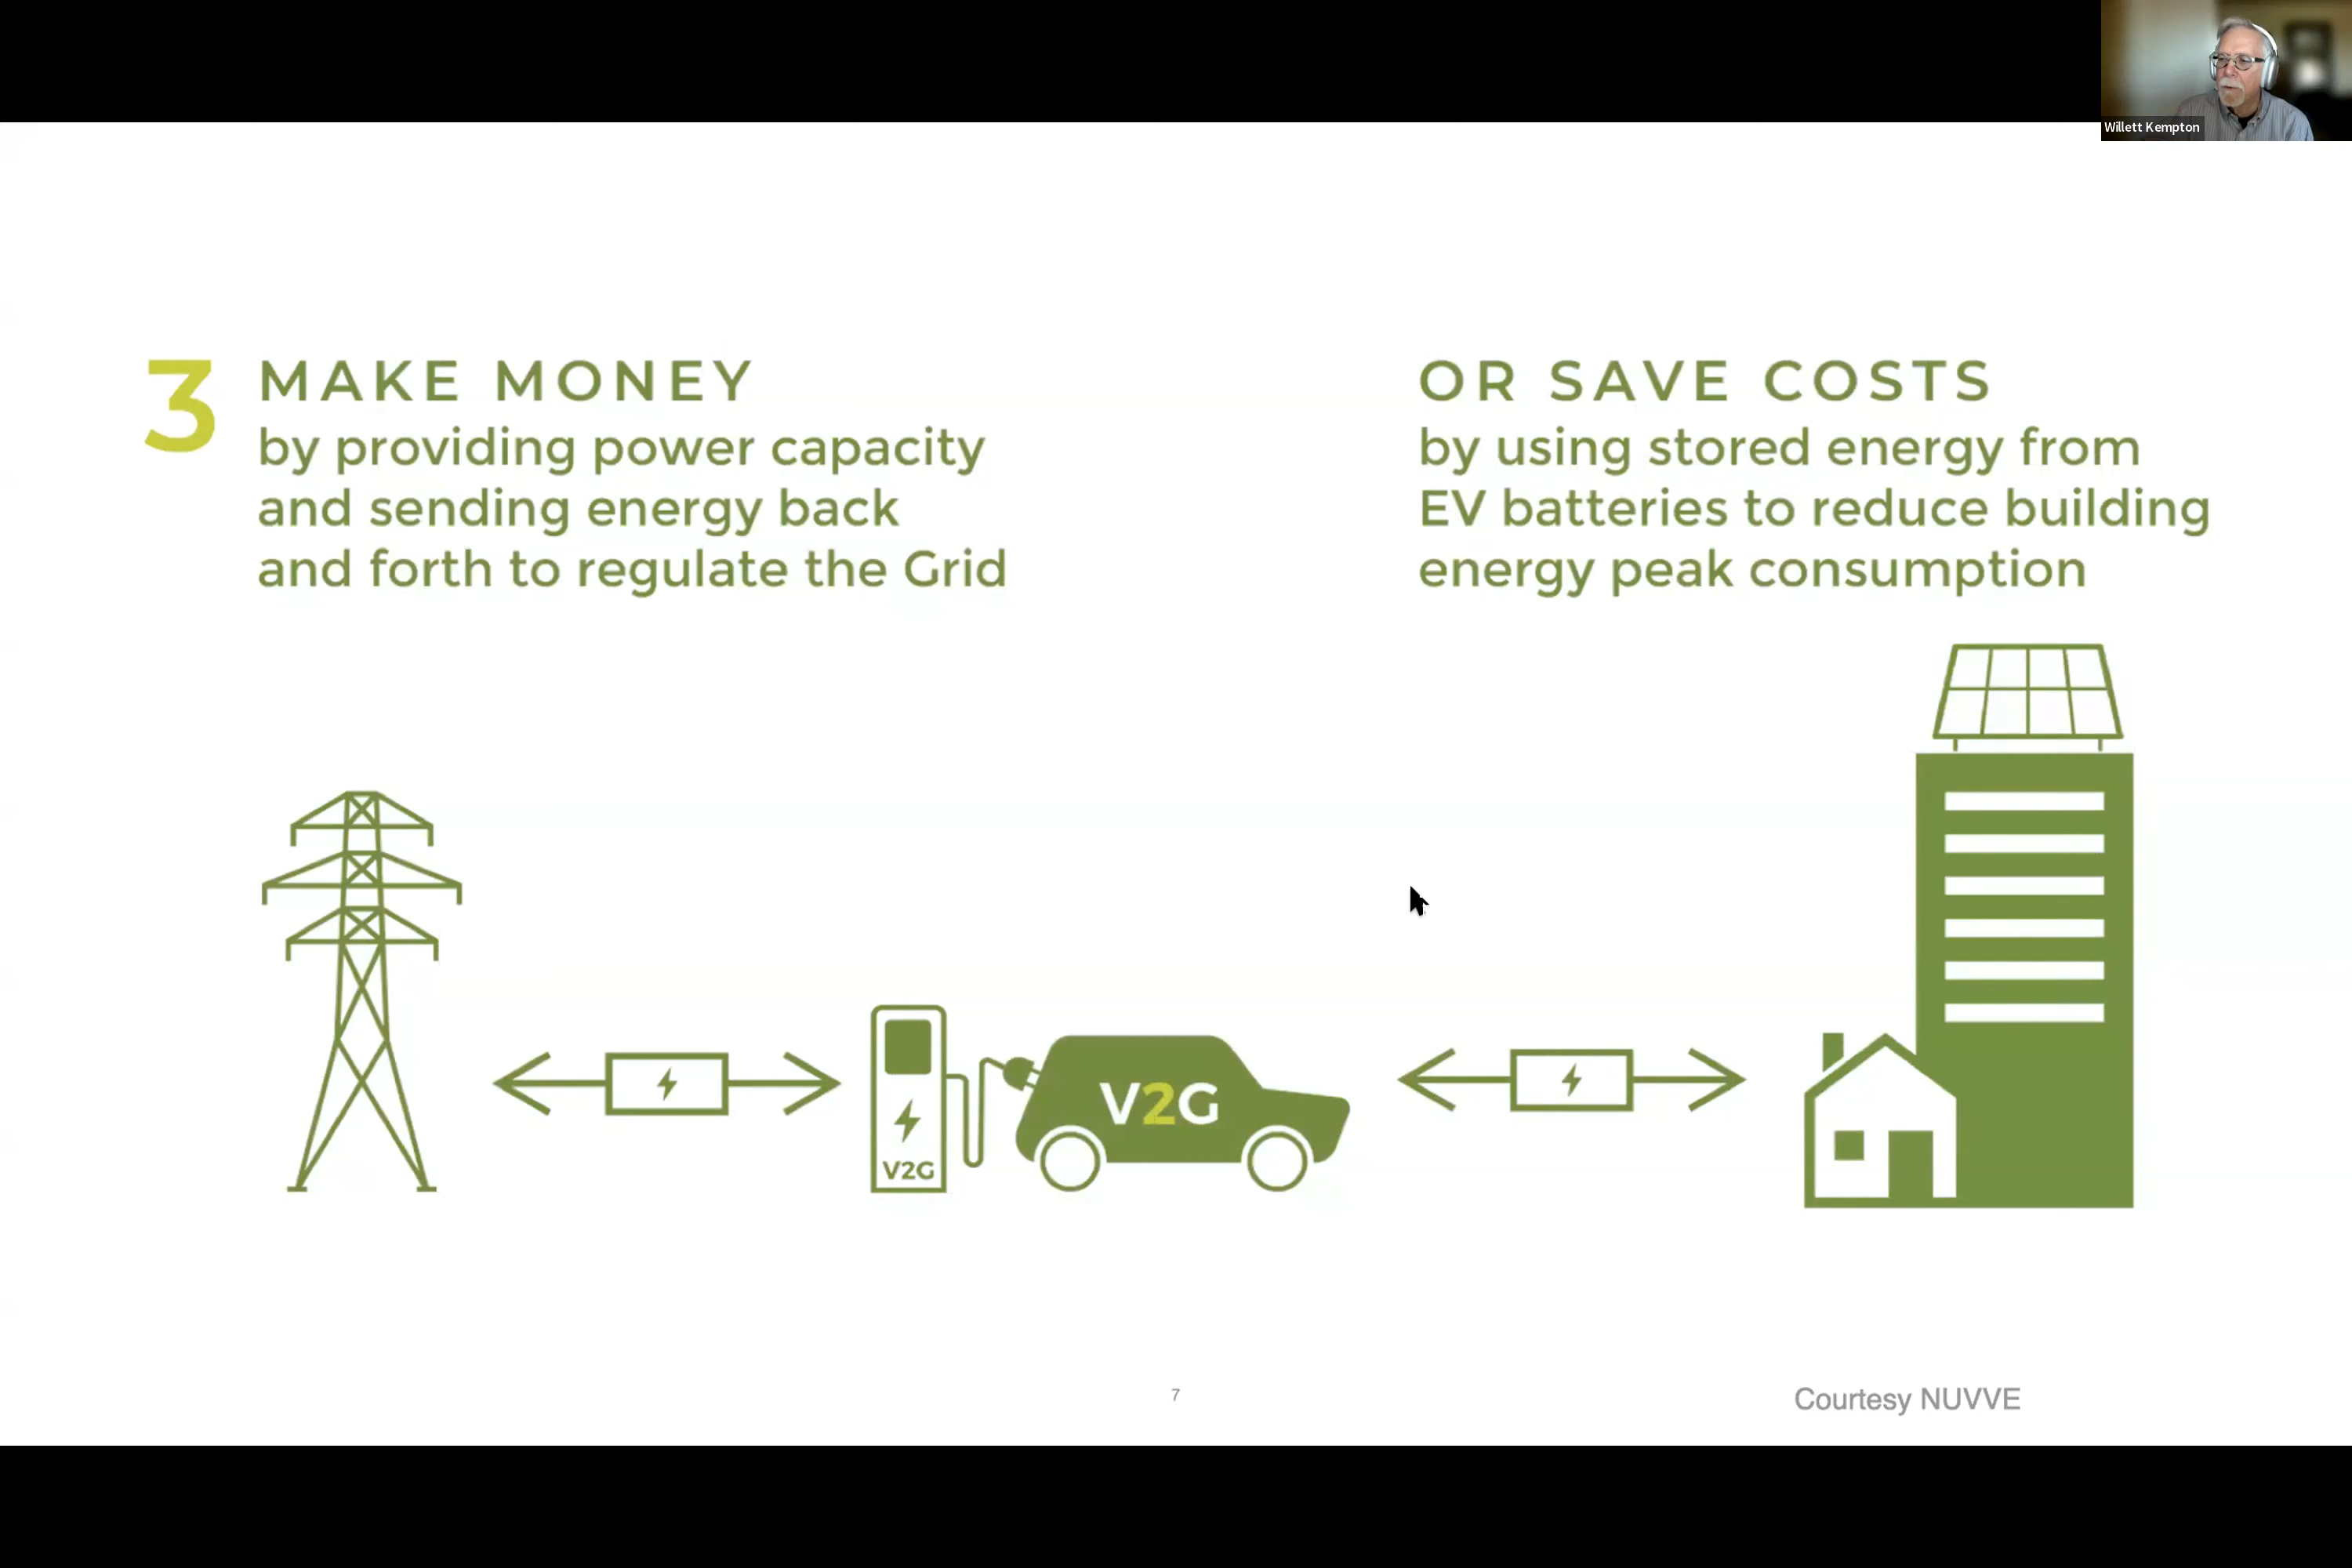 Willett Kempton
3
MAKE MONEY
by providing power capacity
and sending energy back
and forth to regulate the Grid
OR SAVE COSTS
by using stored energy from
EV batteries to reduce building
energy peak consumption
V2G
V2G
7
Courtesy NUVVE